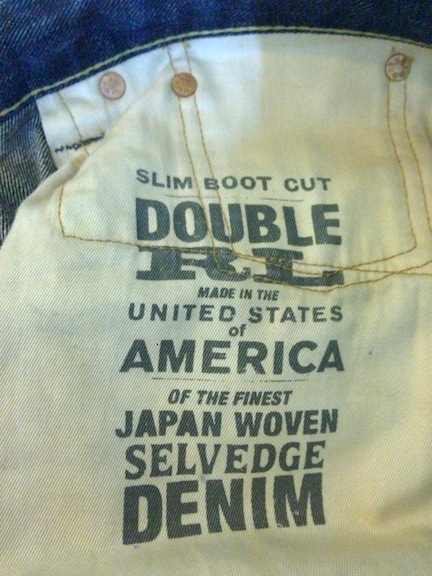 SLIM BOOT CUT
DOUBLE
RL
MADE IN THE
UNITED STATES
of
AMERICA
OF THE FINEST
JAPAN WOVEN
SELVEDGE
DENIM